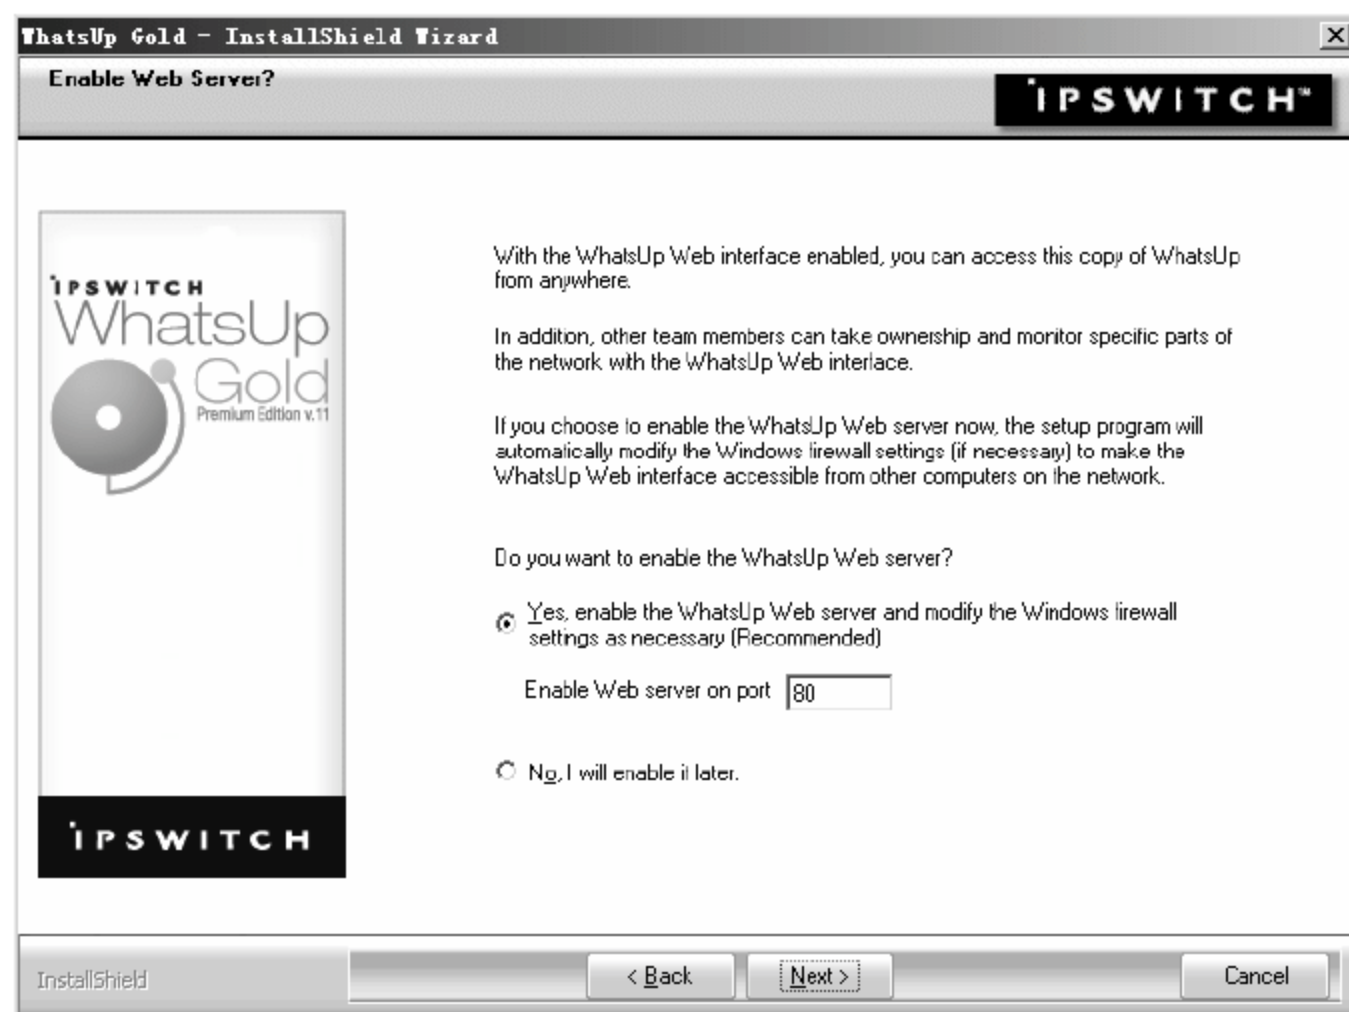 WhatsUp Gold - InstallShield Wizard
Enable Web Server?
IPSWITCH™
IPSWITCH
WhatsUp
Gold
Premium Edition v.11
IPSWITCH
With the WhatsUp Web interface enabled, you can access this copy of WhatsUp
from anywhere.
In addition, other team members can take ownership and monitor specific parts of
the network with the WhatsUp Web interface.
If you choose to enable the WhatsUp Web server now, the setup program will
automatically modify the Windows firewall settings (if necessary) to make the
WhatsUp Web interface accessible from other computers on the network.
Do you want to enable the WhatsUp Web server?
Yes, enable the WhatsUp Web server and modify the Windows firewall
settings as necessary (Recommended)
Enable Web server on port 80
No, I will enable it later.
InstallShield
< Back Next > Cancel